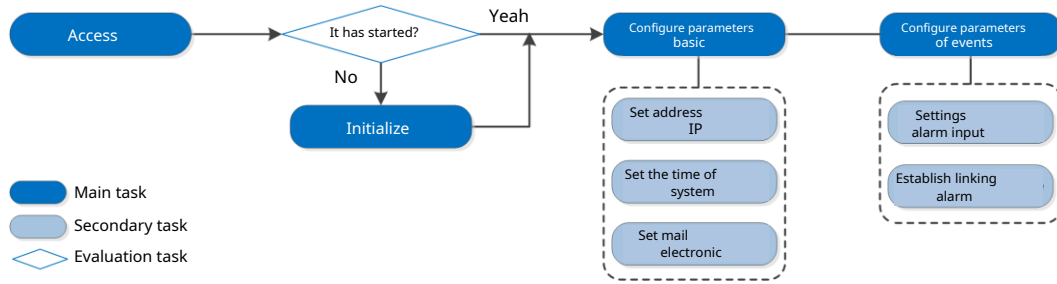 Access
It has started?
Yeah
No
Initialize
Configure parameters
basic
Set address
IP
Set the time of
system
Set mail
electronic
Configure parameters
of events
Settings
alarm input
Establish linking
alarm
Main task
Secondary task
Evaluation task